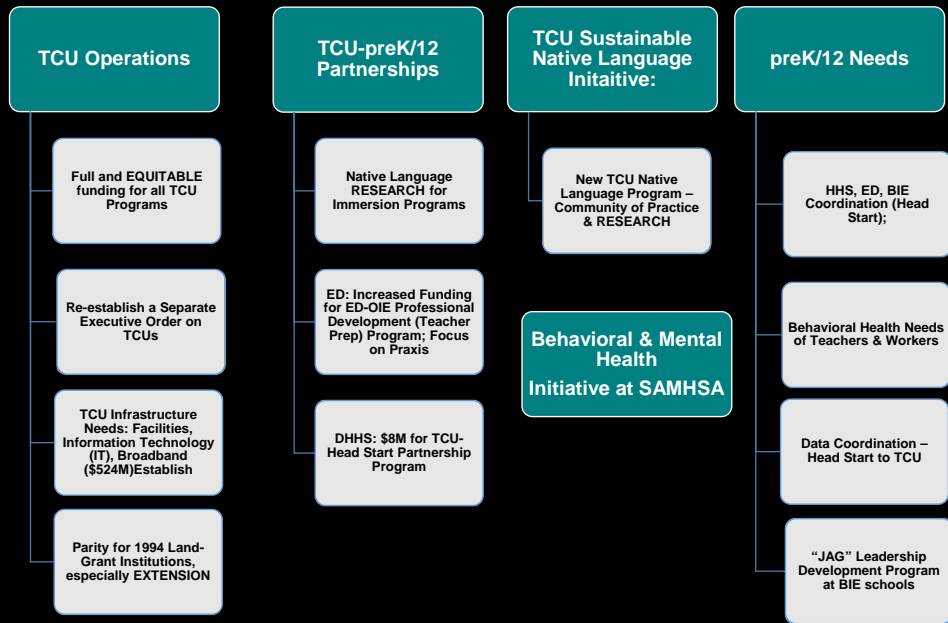 TCU Operations
Full and EQUITABLE
funding for all TCU
Programs
Re-establish a Separate
Executive Order on
TCUs
TCU Infrastructure
Needs: Facilities,
Information Technology
(IT), Broadband
($524M)Establish
Parity for 1994 Land-
Grant Institutions,
especially EXTENSION
TCU-preK/12
Partnerships
Native Language
RESEARCH for
Immersion Programs
ED: Increased Funding
for ED-OIE Professional
Development (Teacher
Prep) Program; Focus
on Praxis
DHHS: $8M for TCU-
Head Start Partnership
Program
TCU Sustainable
Native Language
Initaitive:
New TCU Native
Language Program –
Community of Practice
& RESEARCH
Behavioral & Mental
Health
Initiative at SAMHSA
preK/12 Needs
HHS, ED, BIE
Coordination (Head
Start);
Behavioral Health Needs
of Teachers & Workers
Data Coordination –
Head Start to TCU
“JAG” Leadership
Development Program
at BIE schools